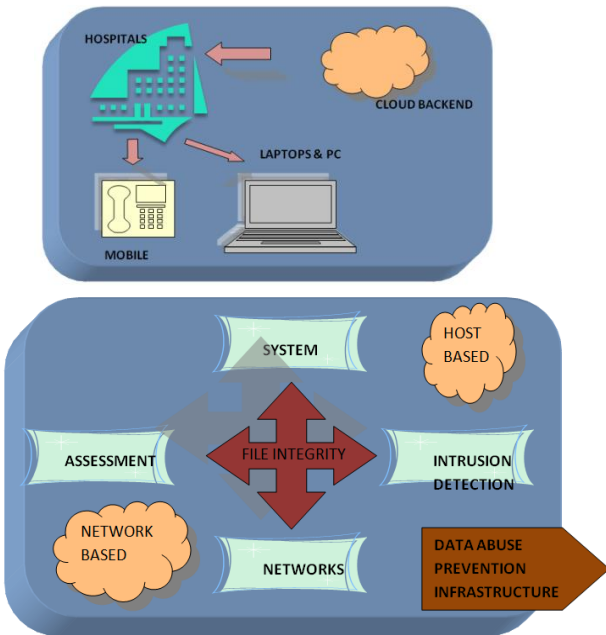 HOSPITALS
CLOUD BACKEND
LAPTOPS & PC
MOBILE
SYSTEM
HOST
BASED
ASSESSMENT
FILE INTEGRITY
INTRUSION
DETECTION
NETWORK
BASED
NETWORKS
DATA ABUSE
PREVENTION
INFRASTRUCTURE